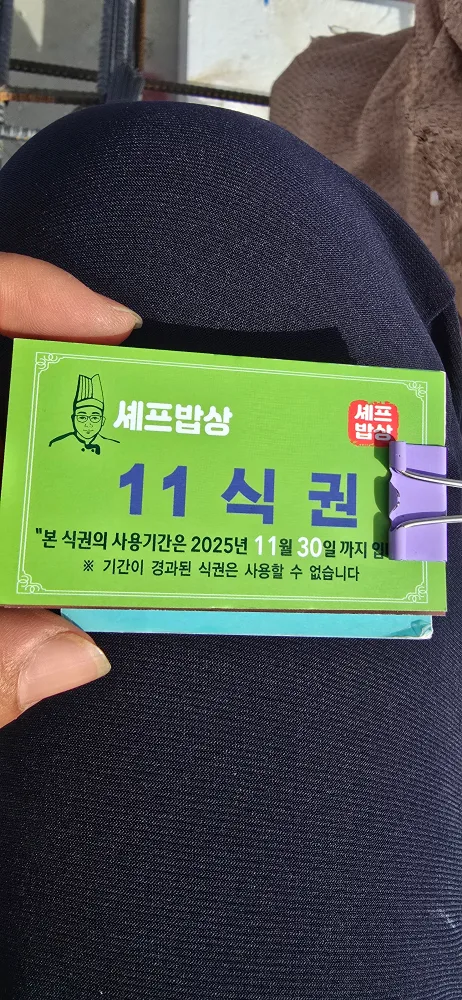 셰프밥상
셰프
밥상
11 식 권
"본 식권의 사용기간은 2025년 11월 30일 까지
※ 기간이 경과된 식권은 사용할 수 없습니다